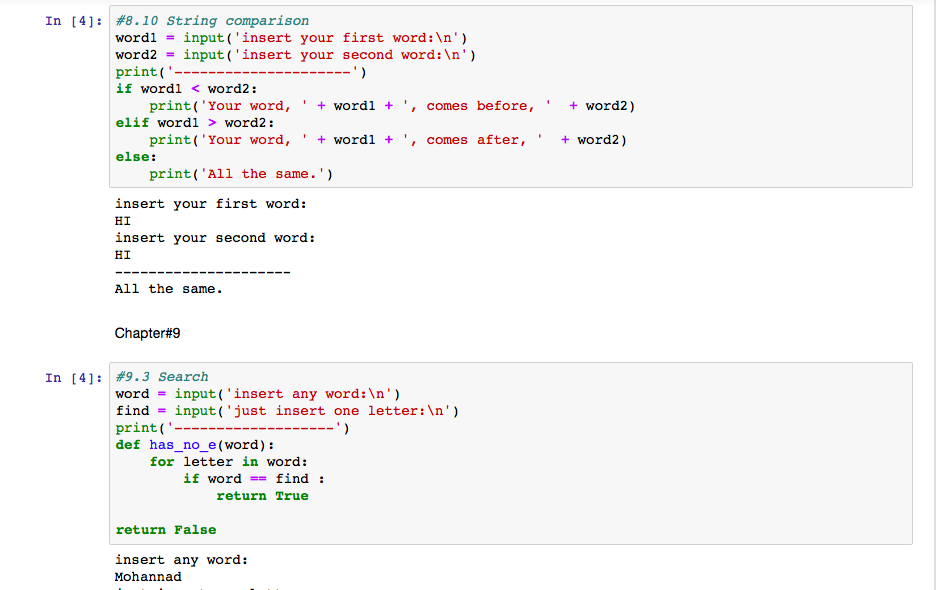 In [4]: #8.10 String comparison
word1 = input('insert your first word:\n')
word2 = input('insert your second word:\n')
print('---------------------')
if word1 < word2:
    print('Your word, ' + word1 + ', comes before, '  + word2)
elif word1 > word2:
    print('Your word, ' + word1 + ', comes after, '  + word2)
else:
    print('All the same.')
insert your first word:
HI
insert your second word:
HI
---------------------
All the same.
Chapter#9
In [4]: #9.3 Search
word = input('insert any word:\n')
find = input('just insert one letter:\n')
print('-------------------')
def has_no_e(word):
    for letter in word:
        if word == find :
            return True
return False
insert any word:
Mohannad